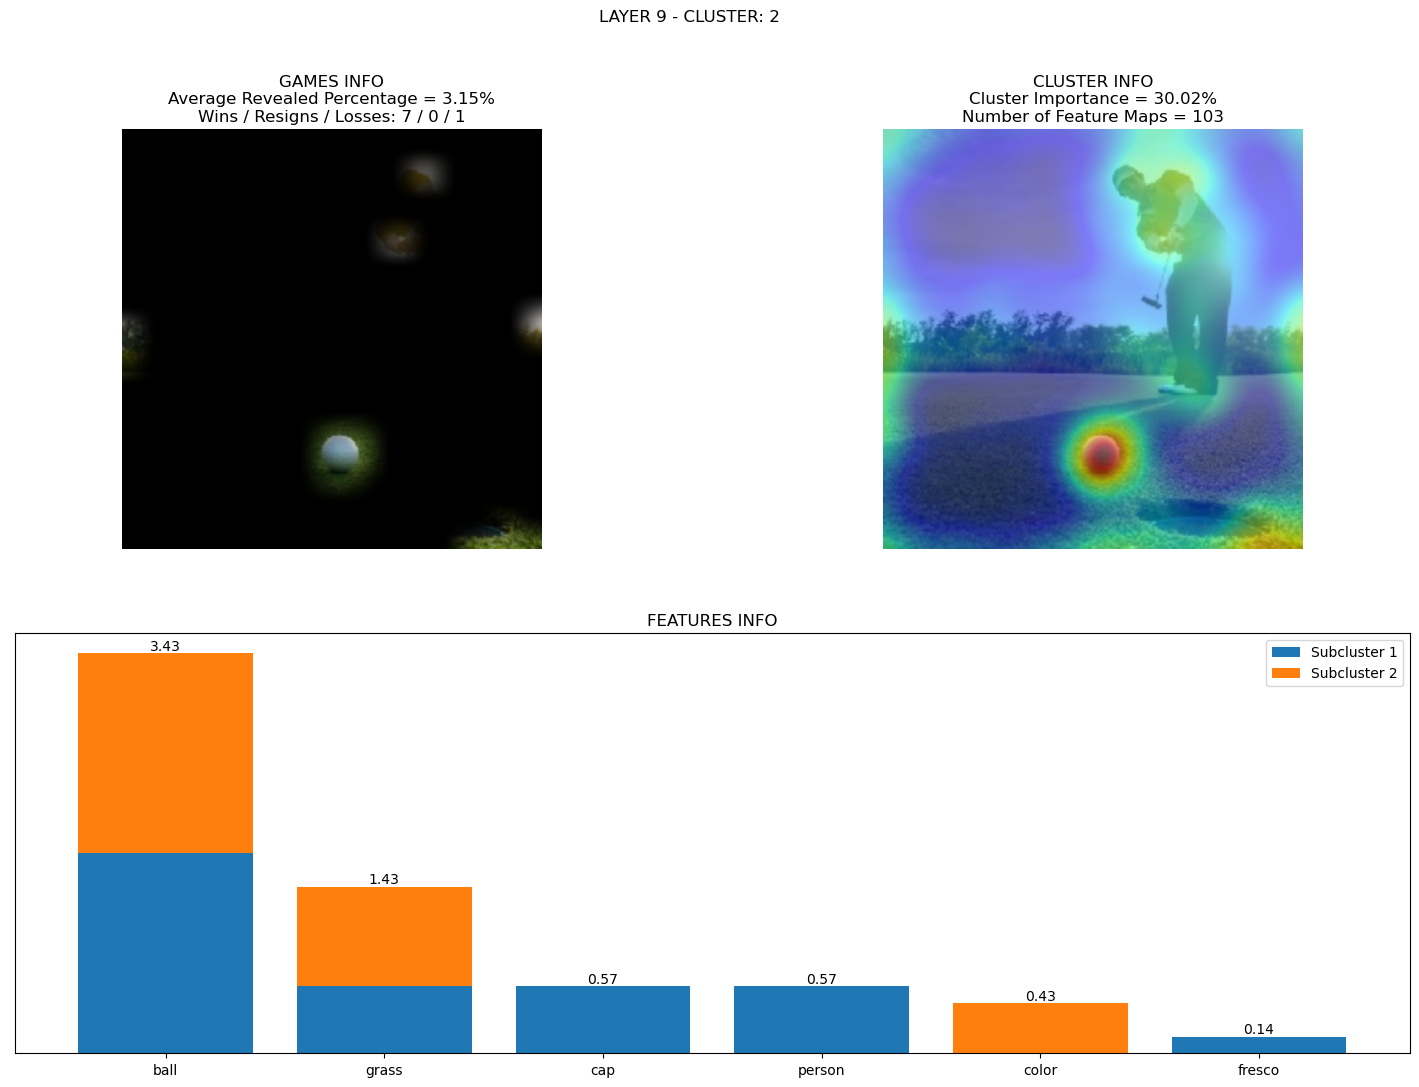 LAYER 9 - CLUSTER: 2
GAMES INFO
Average Revealed Percentage = 3.15%
Wins / Resigns / Losses: 7 / 0 / 1
CLUSTER INFO
Cluster Importance = 30.02%
Number of Feature Maps = 103
FEATURES INFO
3.43
1.43
0.57
0.57
0.43
0.14
Subcluster 1
Subcluster 2
ball
grass
cap
person
color
fresco